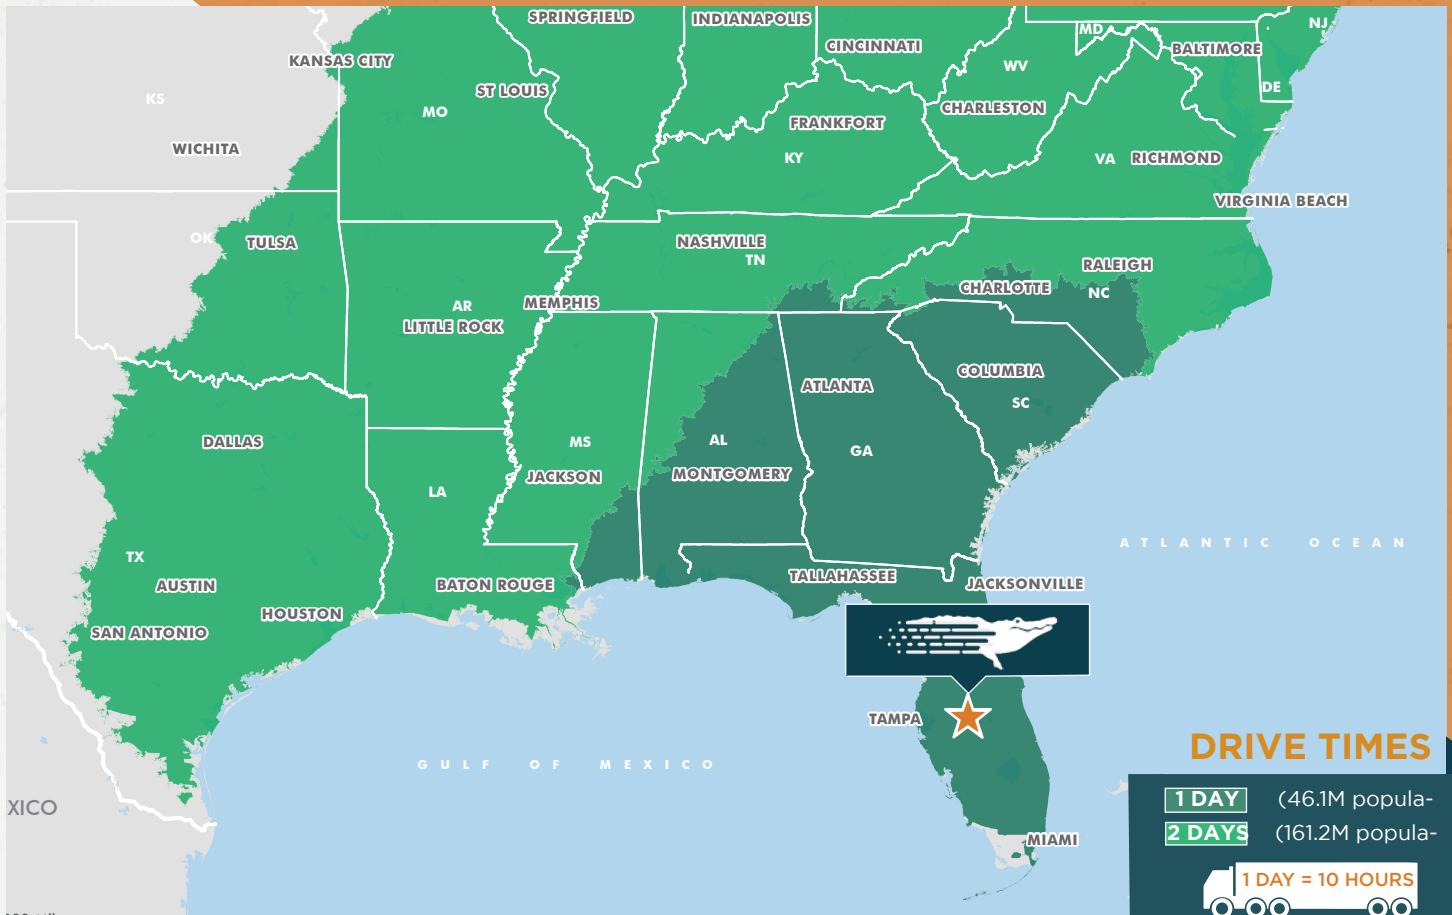 SPRINGFIELD
INDIANAPOLIS
CINCINNATI
MD
NJ
BALTIMORE
KANSAS CITY
ST LOUIS
WV
DE
KS
MO
CHARLESTON
FRANKFORT
WICHITA
KY
VA RICHMOND
VIRGINIA BEACH
OK
TULSA
NASHVILLE
TN
RALEIGH
CHARLOTTE
NC
MEMPHIS
AR
LITTLE ROCK
COLUMBIA
ATLANTA
SC
DALLAS
MS
AL
GA
JACKSON
MONTGOMERY
LA
ATLANTIC OCEAN
TX
AUSTIN
BATON ROUGE
TALLAHASSEE
JACKSONVILLE
HOUSTON
SAN ANTONIO
TAMPA
GULF OF MEXICO
DRIVE TIMES
XICO
1 DAY (46.1M popula-
2 DAYS (161.2M popula-
MIAMI
1 DAY = 10 HOURS